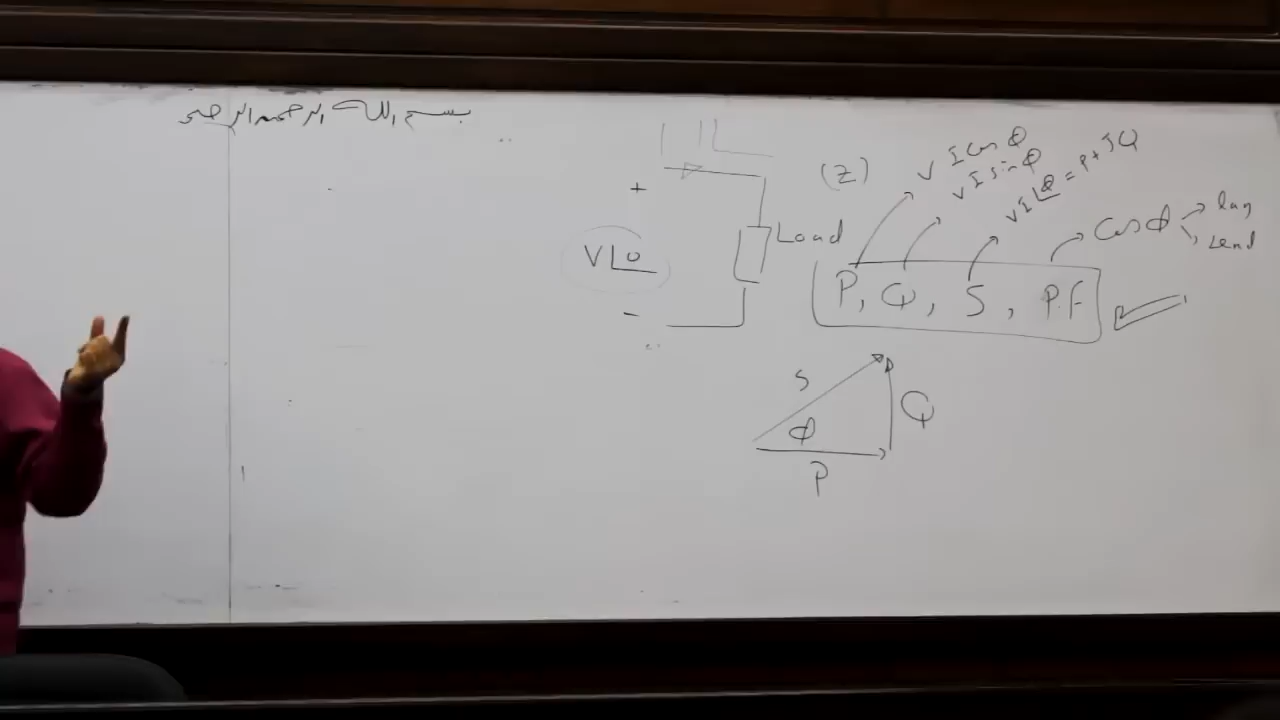 بسم الله الرحمن الرحيم
(Z)
V I Cos Φ
V I sin Φ
V I ∠Φ = P + JQ
Cos Φ
lag
Lead
+
V∠0
-
Load
P, Q, S, P.F
S
Φ
Q
P